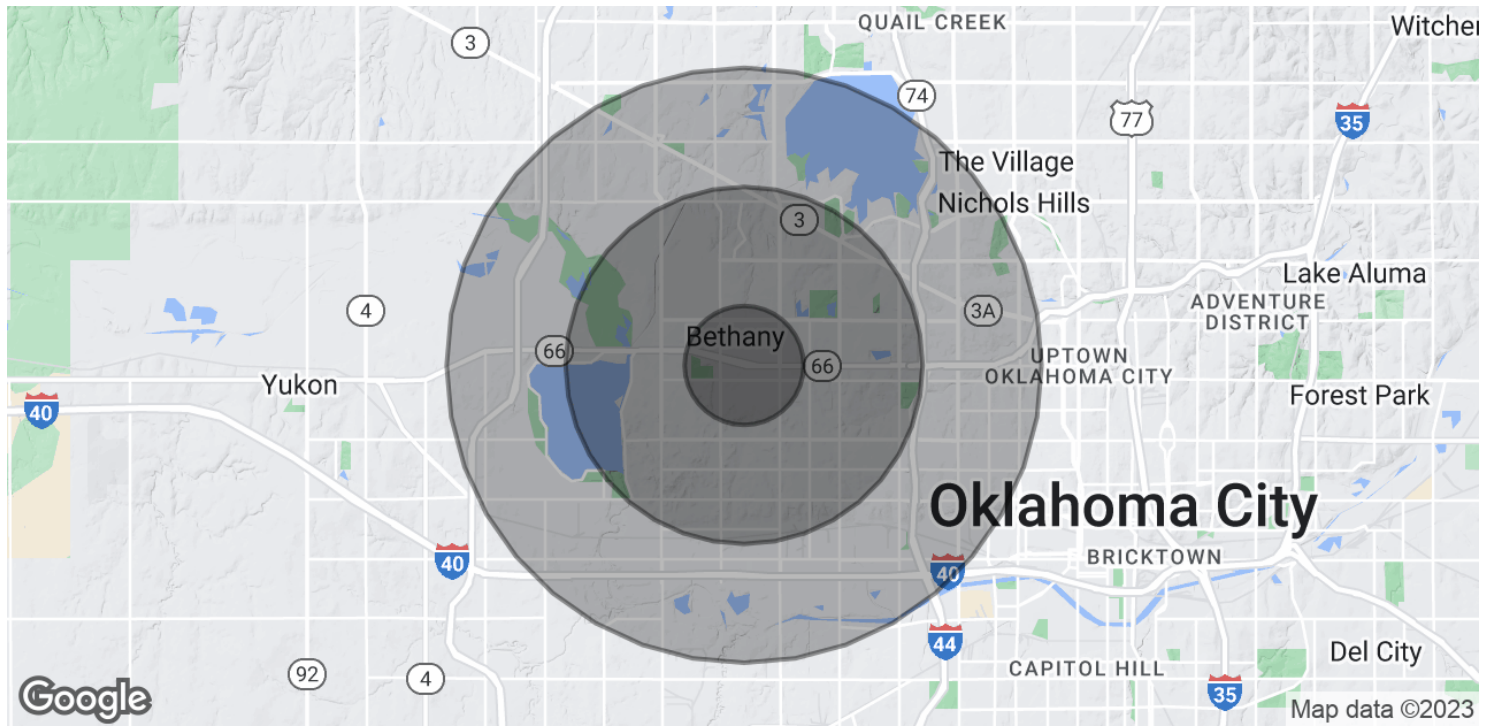 QUAIL CREEK
Witcher
3
74
77
35
The Village
Nichols Hills
3
Lake Aluma
ADVENTURE
DISTRICT
4
3A
Bethany
66
66
UPTOWN
OKLAHOMA CITY
Yukon
Forest Park
40
Oklahoma City
BRICKTOWN
40
40
44
Del City
CAPITOL HILL
92
4
35
Google
Map data ©2023